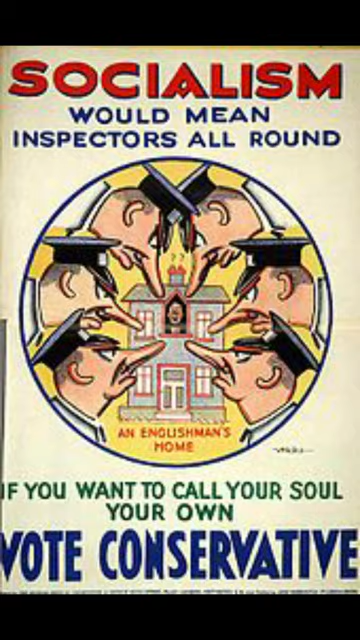 SOCIALISM
WOULD MEAN
INSPECTORS ALL ROUND
AN ENGLISHMAN'S
HOME
IF YOU WANT TO CALL YOUR SOUL
YOUR OWN
VOTE CONSERVATIVE